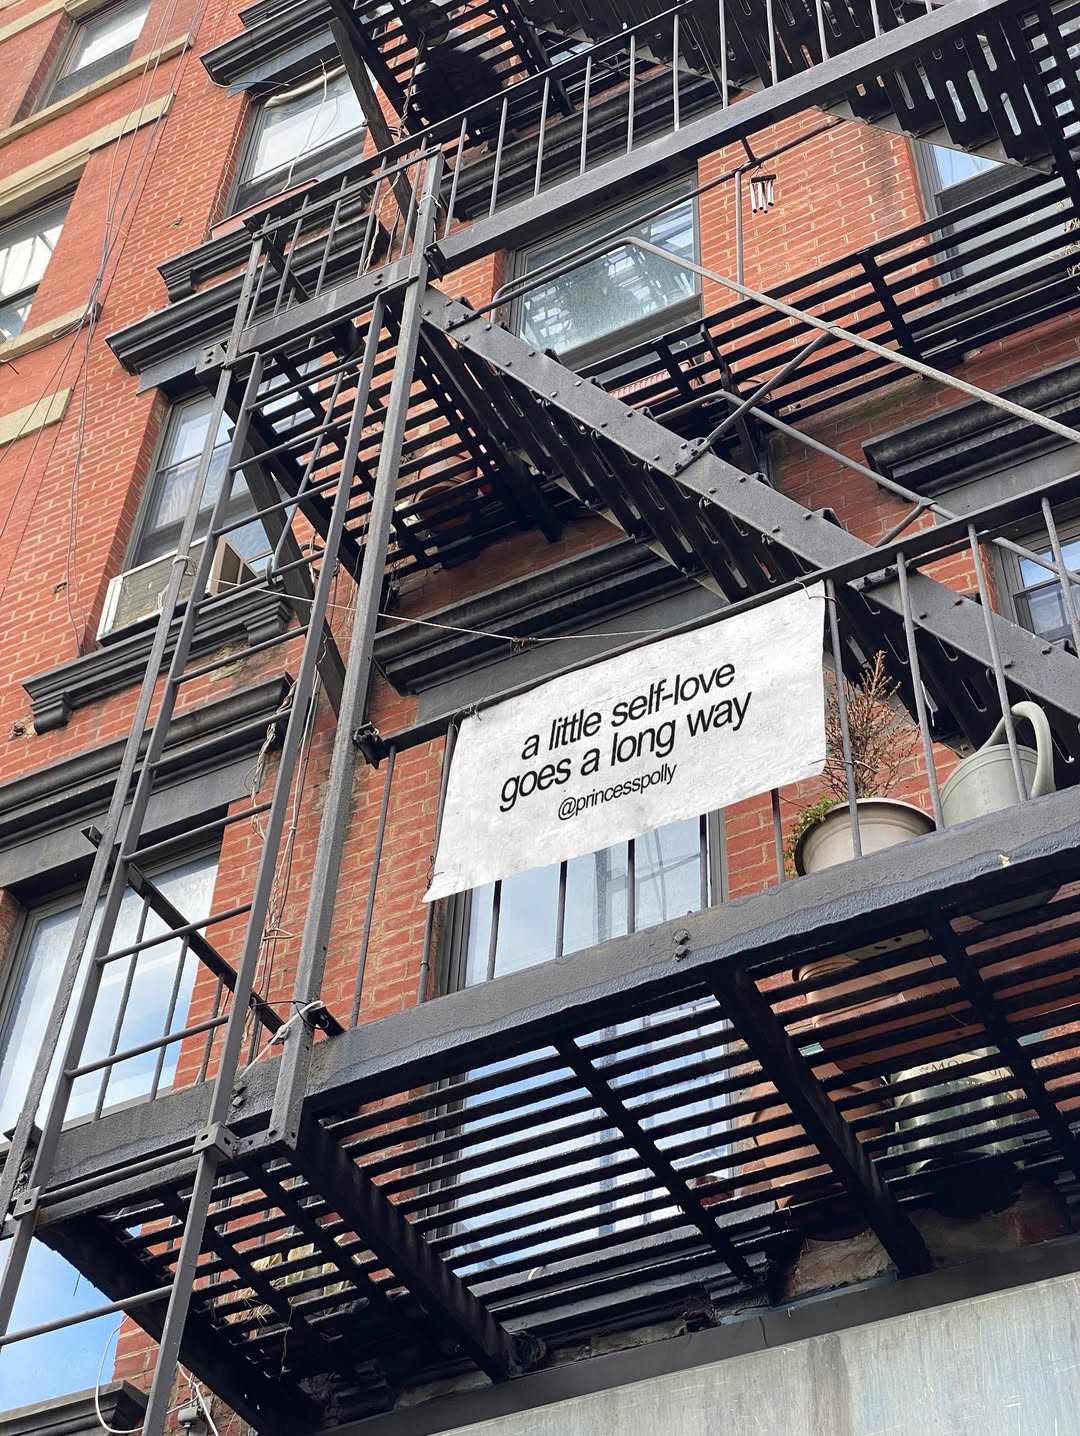 a little self-love
goes a long way
@princesspolly